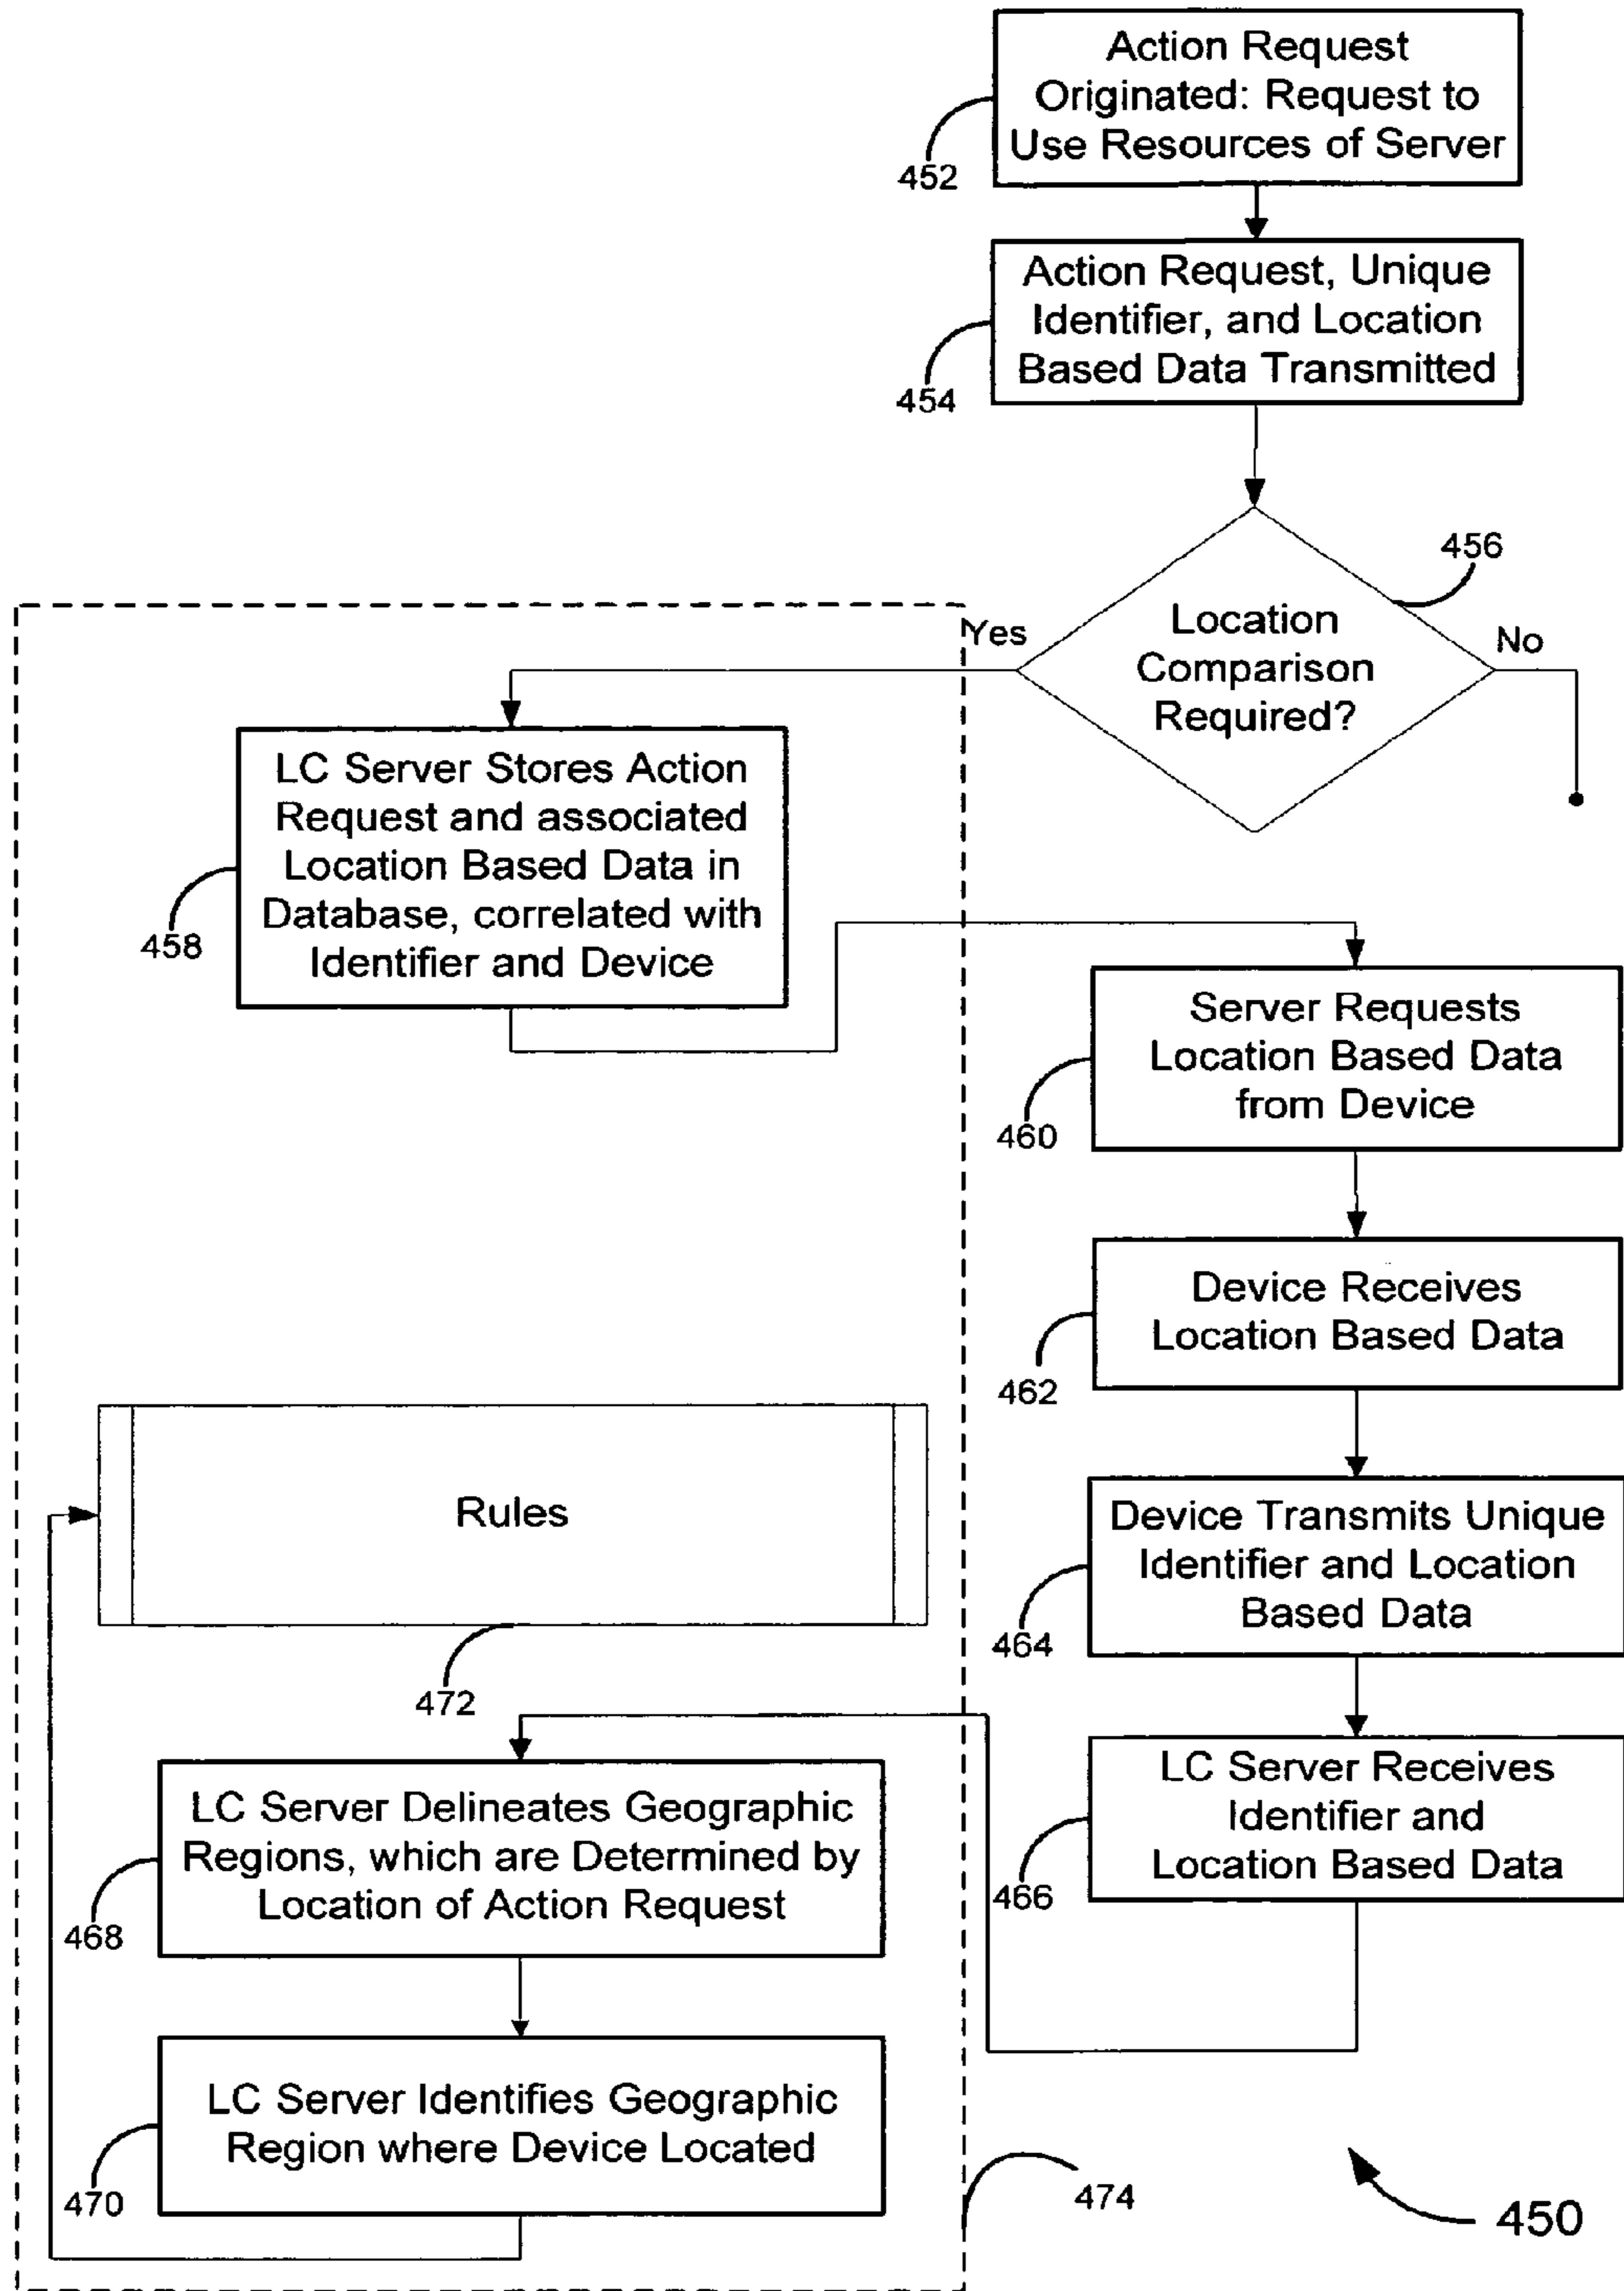 Action Request
Originated: Request to
Use Resources of Server
452
Action Request, Unique
Identifier, and Location
Based Data Transmitted
454
456
Location
Comparison
Required?
Yes
No
LC Server Stores Action
Request and associated
Location Based Data in
Database, correlated with
Identifier and Device
458
Server Requests
Location Based Data
from Device
460
Device Receives
Location Based Data
462
Device Transmits Unique
Identifier and Location
Based Data
464
LC Server Receives
Identifier and
Location Based Data
466
LC Server Delineates Geographic
Regions, which are Determined by
Location of Action Request
468
LC Server Identifies Geographic
Region where Device Located
470
Rules
472
474
450